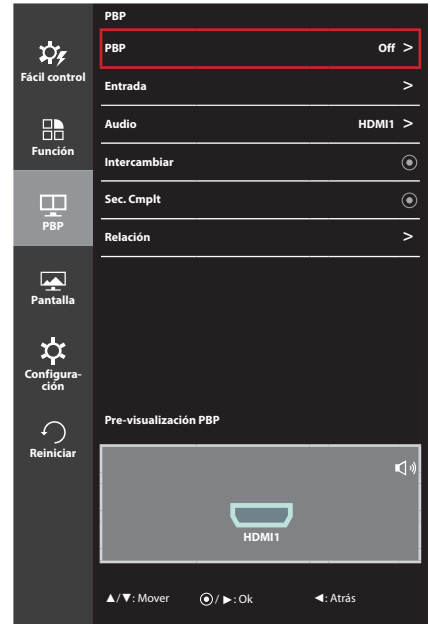 Fácil control
Función
PBP
Pantalla
Configura-
ción
Reiniciar
PBP
PBP Off >
Entrada >
Audio HDMI1 >
Intercambiar
Sec. Cmplt
Relación >
Pre-visualización PBP
HDMI1
▲/▼: Mover ◉/ ►: Ok ◄: Atrás